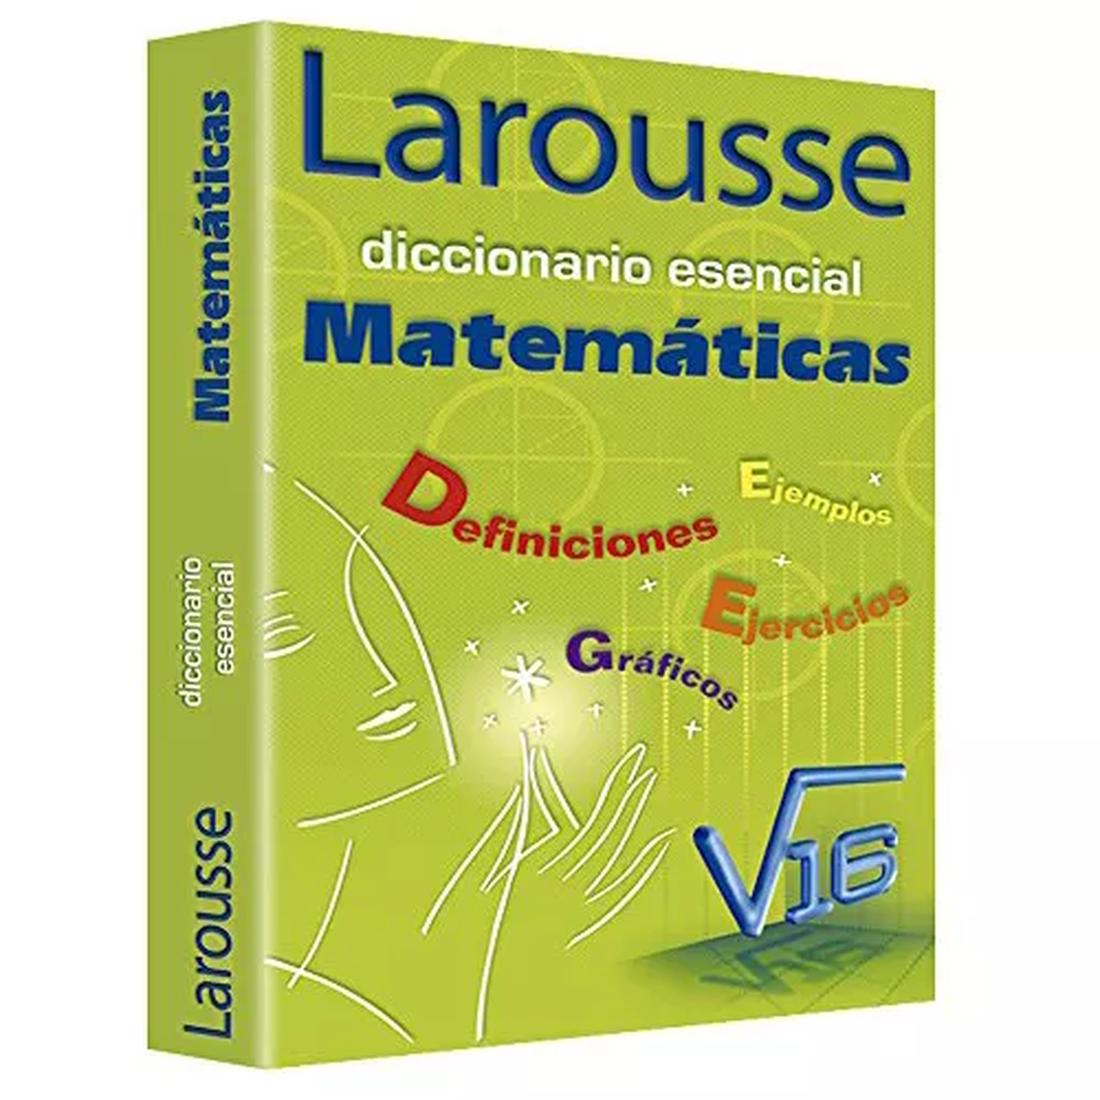 Larousse
diccionario esencial
Matemáticas
Definiciones
Ejemplos
Ejercicios
Gráficos
√16
Matemáticas
diccionario
esencial
Larousse